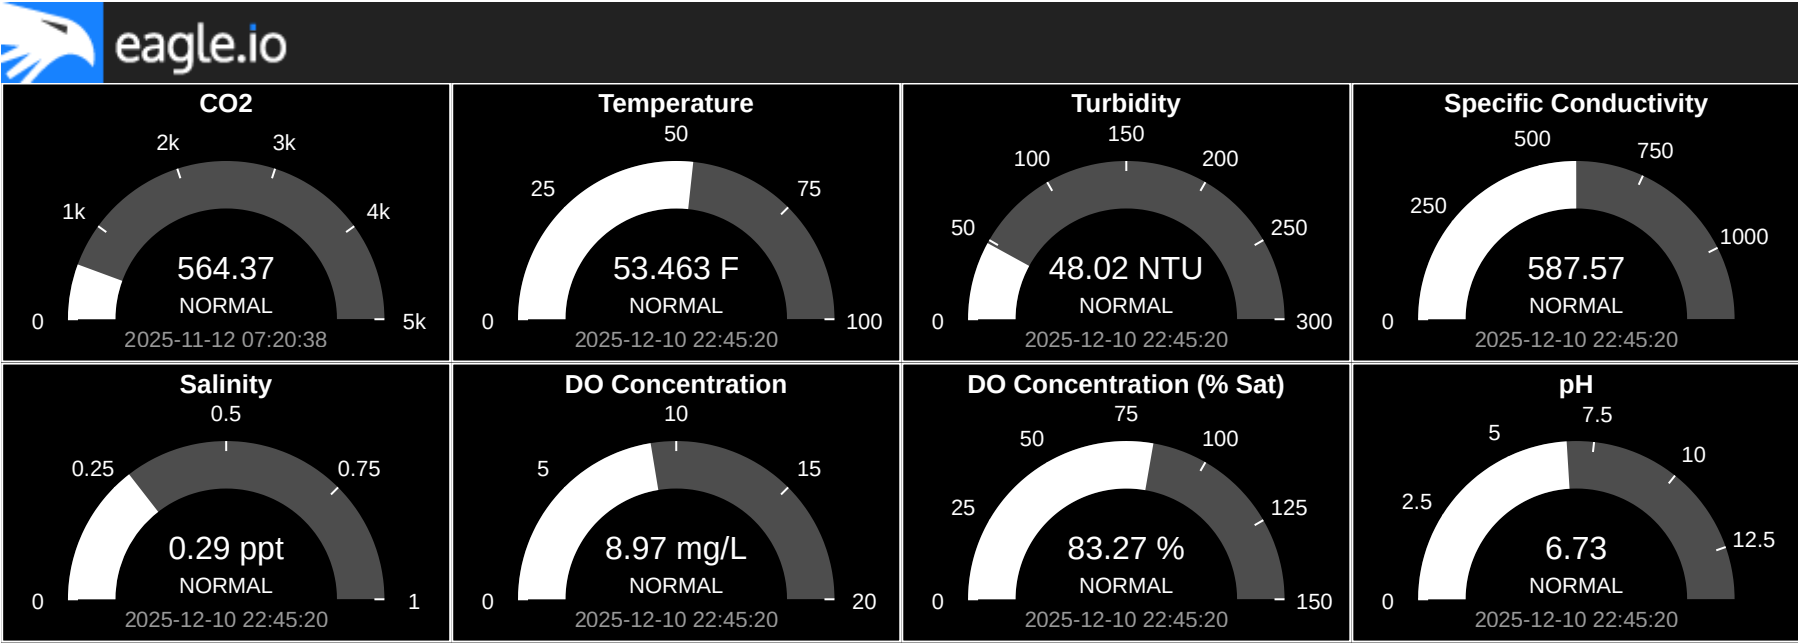 eagle.io
CO2
2k
3k
1k
4k
564.37
NORMAL
0
5k
2025-11-12 07:20:38
Temperature
50
25
75
53.463 F
NORMAL
0
100
2025-12-10 22:45:20
Turbidity
150
100
200
50
250
48.02 NTU
NORMAL
0
300
2025-12-10 22:45:20
Specific Conductivity
500
750
250
1000
587.57
NORMAL
0
2025-12-10 22:45:20
Salinity
0.5
0.25
0.75
0.29 ppt
NORMAL
0
1
2025-12-10 22:45:20
DO Concentration
10
5
15
8.97 mg/L
NORMAL
0
20
2025-12-10 22:45:20
DO Concentration (% Sat)
75
50
100
25
125
83.27 %
NORMAL
0
150
2025-12-10 22:45:20
pH
7.5
5
10
2.5
12.5
6.73
NORMAL
0
2025-12-10 22:45:20